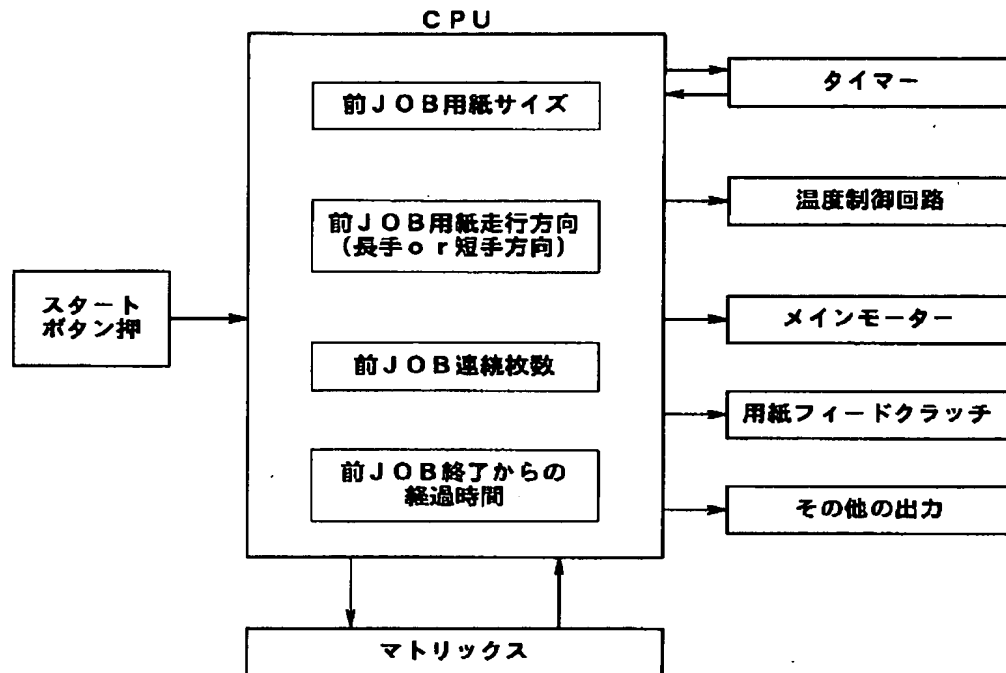 CPU
前JOB用紙サイズ
前JOB用紙走行方向
(長手or短手方向)
前JOB連続枚数
前JOB終了からの
経過時間
スタート
ボタン押
タイマー
温度制御回路
メインモーター
用紙フィードクラッチ
その他の出力
マトリックス